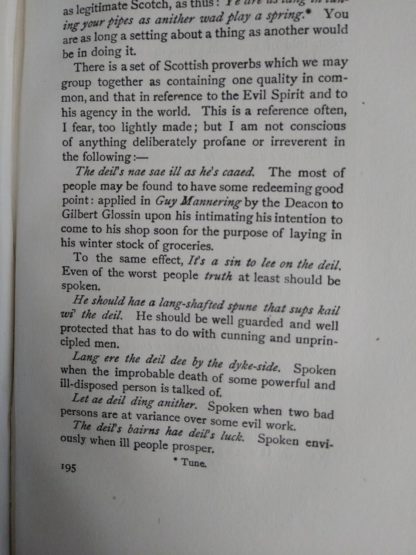 as legitimate Scotch, as thus: Ye are as lang in tun-
ing your pipes as anither wad play a spring.* You
are as long a setting about a thing as another would
be in doing it.
There is a set of Scottish proverbs which we may
group together as containing one quality in com-
mon, and that in reference to the Evil Spirit and to
his agency in the world. This is a reference often,
I fear, too lightly made; but I am not conscious
of anything deliberately profane or irreverent in
the following:—
The deil's nae sae ill as he's caaed. The most of
people may be found to have some redeeming good
point: applied in Guy Mannering by the Deacon to
Gilbert Glossin upon his intimating his intention to
come to his shop soon for the purpose of laying in
his winter stock of groceries.
To the same effect, It's a sin to lee on the deil.
Even of the worst people truth at least should be
spoken.
He should hae a lang-shafted spune that sups kail
wi' the deil. He should be well guarded and well
protected that has to do with cunning and unprin-
cipled men.
Lang ere the deil dee by the dyke-side. Spoken
when the improbable death of some powerful and
ill-disposed person is talked of.
Let ae deil ding anither. Spoken when two bad
persons are at variance over some evil work.
The deil's bairns hae deil's luck. Spoken envi-
ously when ill people prosper.
* Tune.
195